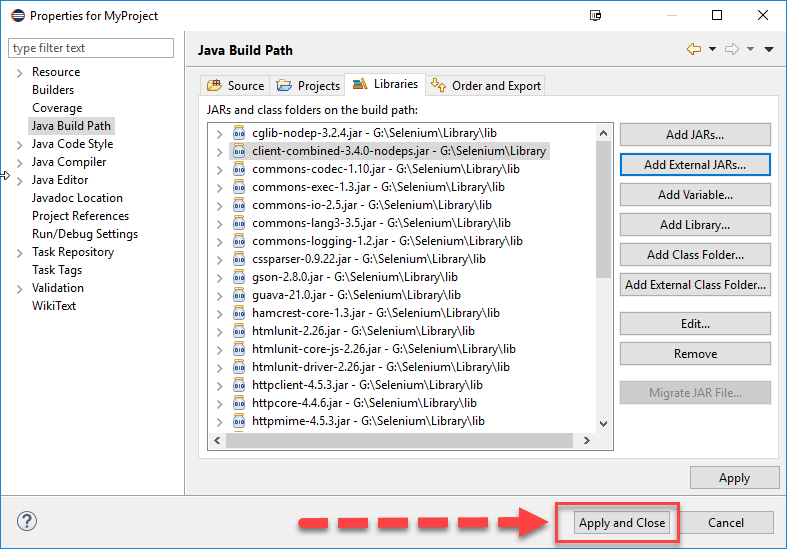 Properties for MyProject
type filter text
Resource
Builders
Coverage
Java Build Path
Java Code Style
Java Compiler
Java Editor
Javadoc Location
Project References
Run/Debug Settings
Task Repository
Task Tags
Validation
WikiText
Java Build Path
Source
Projects
Libraries
Order and Export
JARs and class folders on the build path:
cglib-nodep-3.2.4.jar - G:\Selenium\Library\lib
client-combined-3.4.0-nodeps.jar - G:\Selenium\Library
commons-codec-1.10.jar - G:\Selenium\Library\lib
commons-exec-1.3.jar - G:\Selenium\Library\lib
commons-io-2.5.jar - G:\Selenium\Library\lib
commons-lang3-3.5.jar - G:\Selenium\Library\lib
commons-logging-1.2.jar - G:\Selenium\Library\lib
cssparser-0.9.22.jar - G:\Selenium\Library\lib
gson-2.8.0.jar - G:\Selenium\Library\lib
guava-21.0.jar - G:\Selenium\Library\lib
hamcrest-core-1.3.jar - G:\Selenium\Library\lib
htmlunit-2.26.jar - G:\Selenium\Library\lib
htmlunit-core-js-2.26.jar - G:\Selenium\Library\lib
htmlunit-driver-2.26.jar - G:\Selenium\Library\lib
httpclient-4.5.3.jar - G:\Selenium\Library\lib
httpcore-4.4.6.jar - G:\Selenium\Library\lib
httpmime-4.5.3.jar - G:\Selenium\Library\lib
Add JARs...
Add External JARs...
Add Variable...
Add Library...
Add Class Folder...
Add External Class Folder...
Edit...
Remove
Migrate JAR File...
Apply
Apply and Close
Cancel